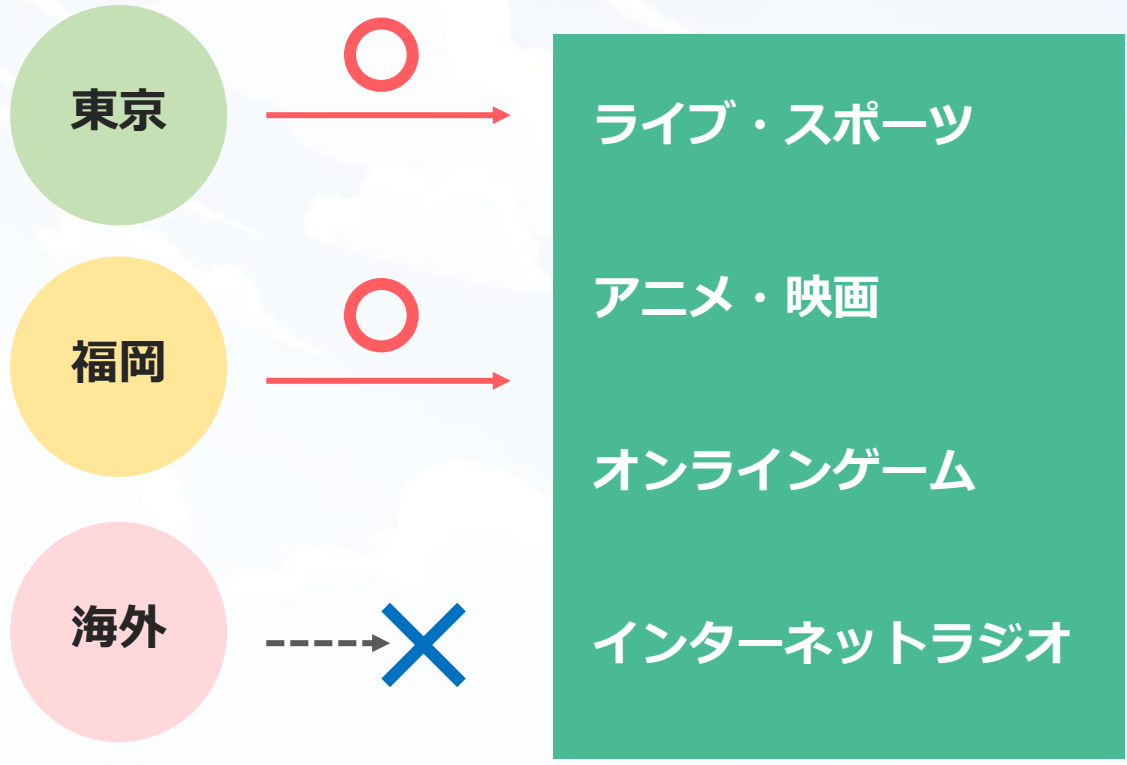 東京
ライブ・スポーツ
アニメ・映画
福岡
オンラインゲーム
海外
インターネットラジオ